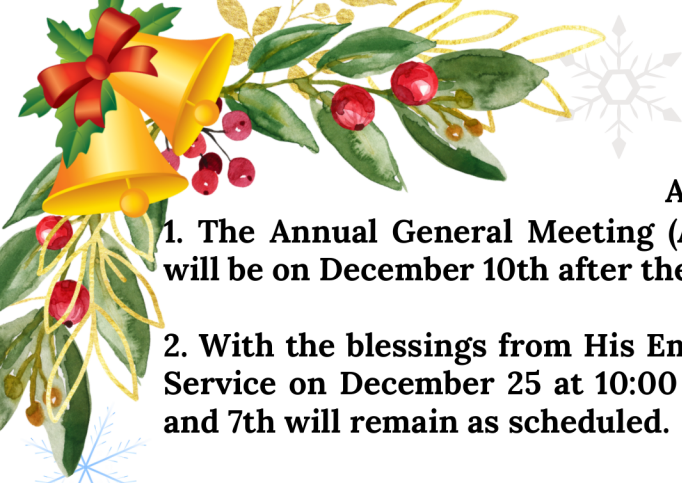 A
1. The Annual General Meeting (A
will be on December 10th after the
2. With the blessings from His Em
Service on December 25 at 10:00
and 7th will remain as scheduled.